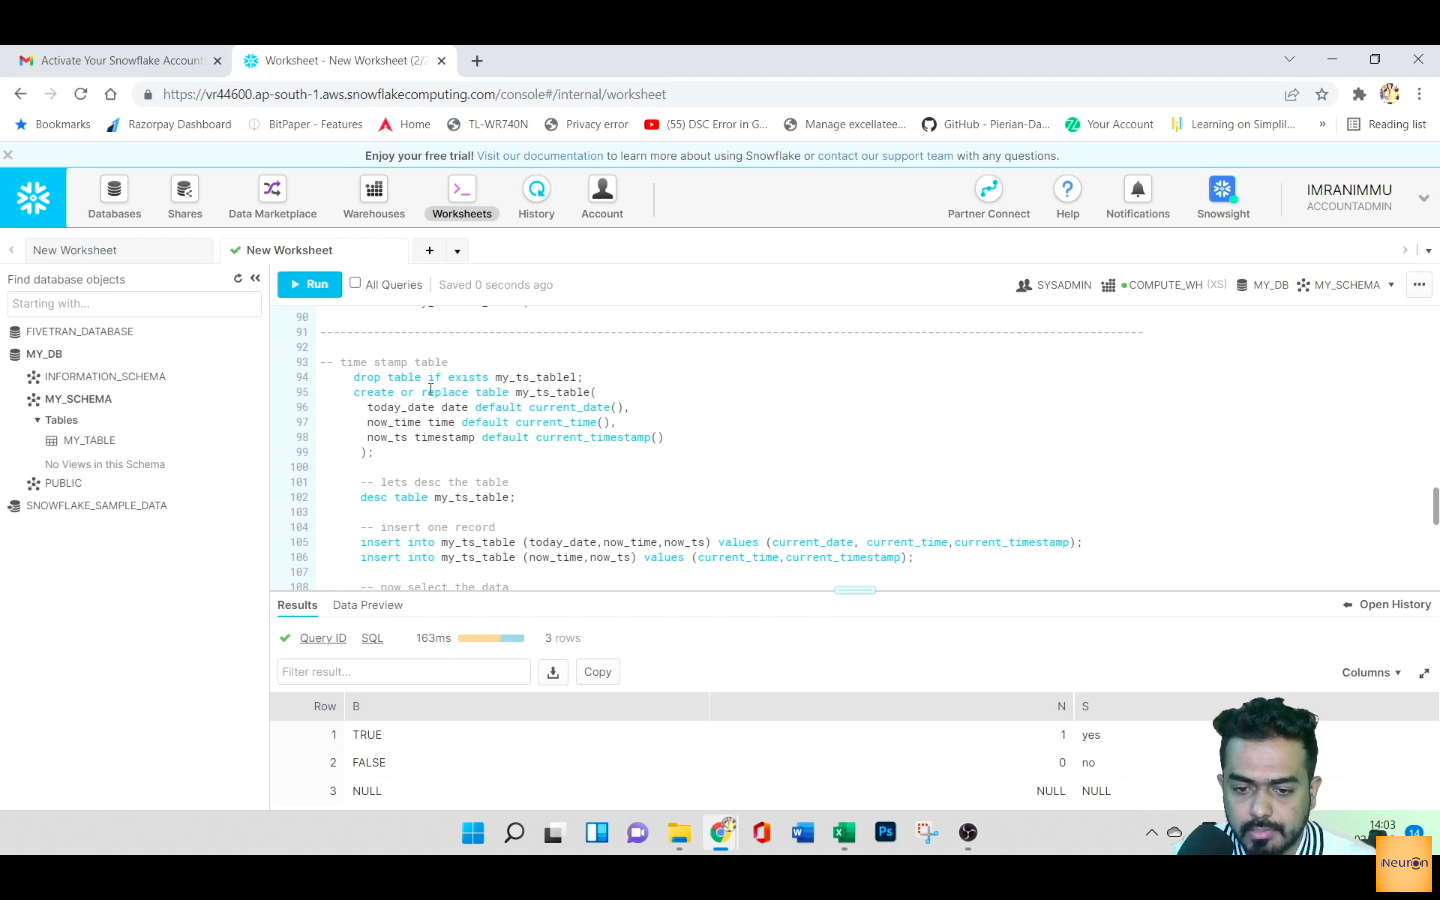 Activate Your Snowflake Account
Worksheet - New Worksheet (2/2
https://vr44600.ap-south-1.aws.snowflakecomputing.com/console#/internal/worksheet
Bookmarks Razorpay Dashboard BitPaper - Features Home TL-WR740N Privacy error (55) DSC Error in G... Manage excellatee... GitHub - Pierian-Da... Your Account Learning on Simplil... » Reading list
Enjoy your free trial! Visit our documentation to learn more about using Snowflake or contact our support team with any questions.
Databases Shares Data Marketplace Warehouses Worksheets History Account Partner Connect Help Notifications Snowsight
IMRANIMMU
ACCOUNTADMIN
New Worksheet New Worksheet
Find database objects
Starting with...
FIVETRAN_DATABASE
MY_DB
INFORMATION_SCHEMA
MY_SCHEMA
Tables
MY_TABLE
No Views in this Schema
PUBLIC
SNOWFLAKE_SAMPLE_DATA
Run All Queries Saved 0 seconds ago SYSADMIN COMPUTE_WH (XS) MY_DB MY_SCHEMA
90
91 --------------------------------------------------------------------------------------------------------------------------
92
93 -- time stamp table
94 drop table if exists my_ts_tablel;
95 create or replace table my_ts_table(
96 today_date date default current_date(),
97 now_time time default current_time(),
98 now_ts timestamp default current_timestamp()
99 );
100
101 -- lets desc the table
102 desc table my_ts_table;
103
104 -- insert one record
105 insert into my_ts_table (today_date,now_time,now_ts) values (current_date, current_time,current_timestamp);
106 insert into my_ts_table (now_time,now_ts) values (current_time,current_timestamp);
107
108 -- now select the data
Results Data Preview Open History
Query ID SQL 163ms 3 rows
Filter result... Copy Columns
Row B N S
1 TRUE 1 yes
2 FALSE 0 no
3 NULL NULL NULL
14:03
14
Neuron